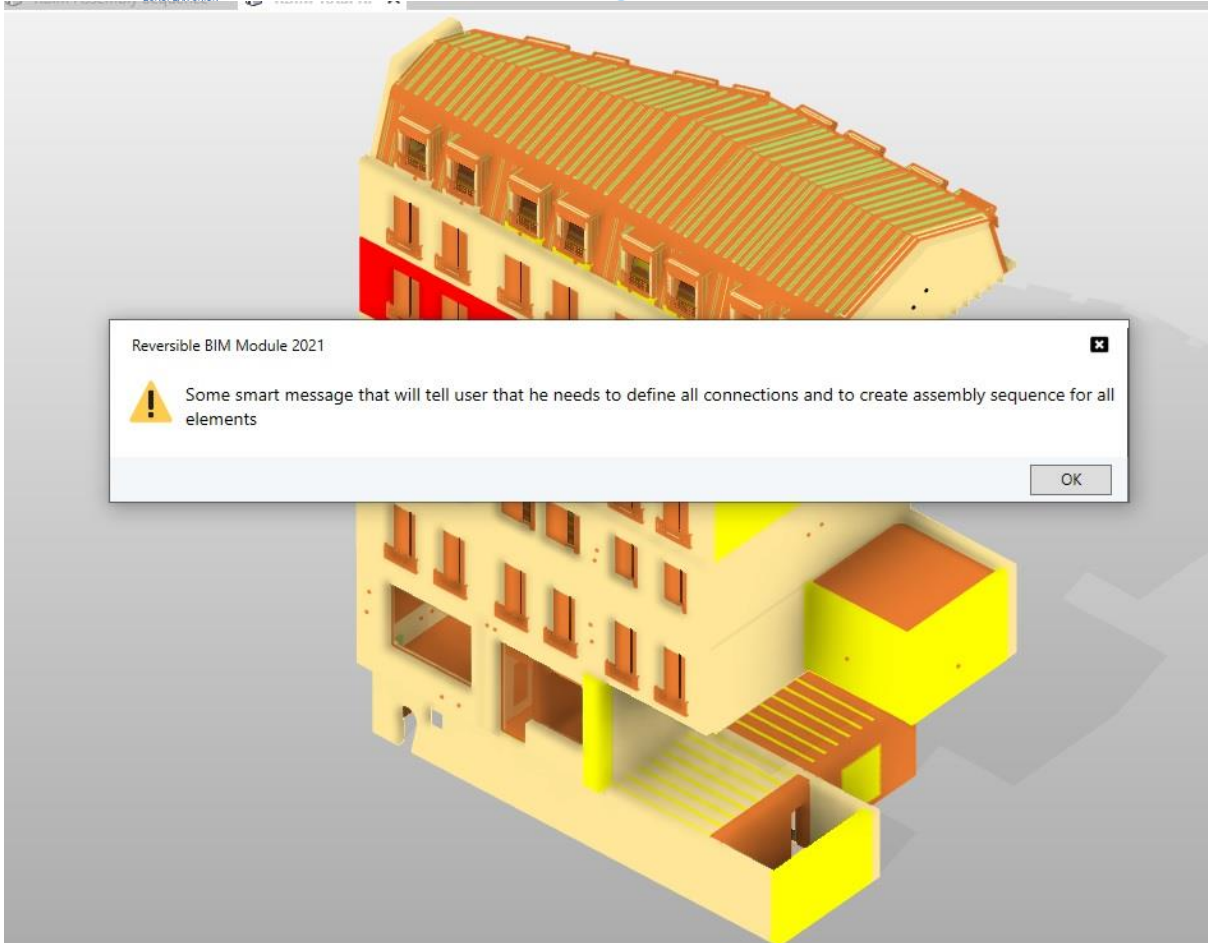 Reversible BIM Module 2021
Some smart message that will tell user that he needs to define all connections and to create assembly sequence for all
elements
OK